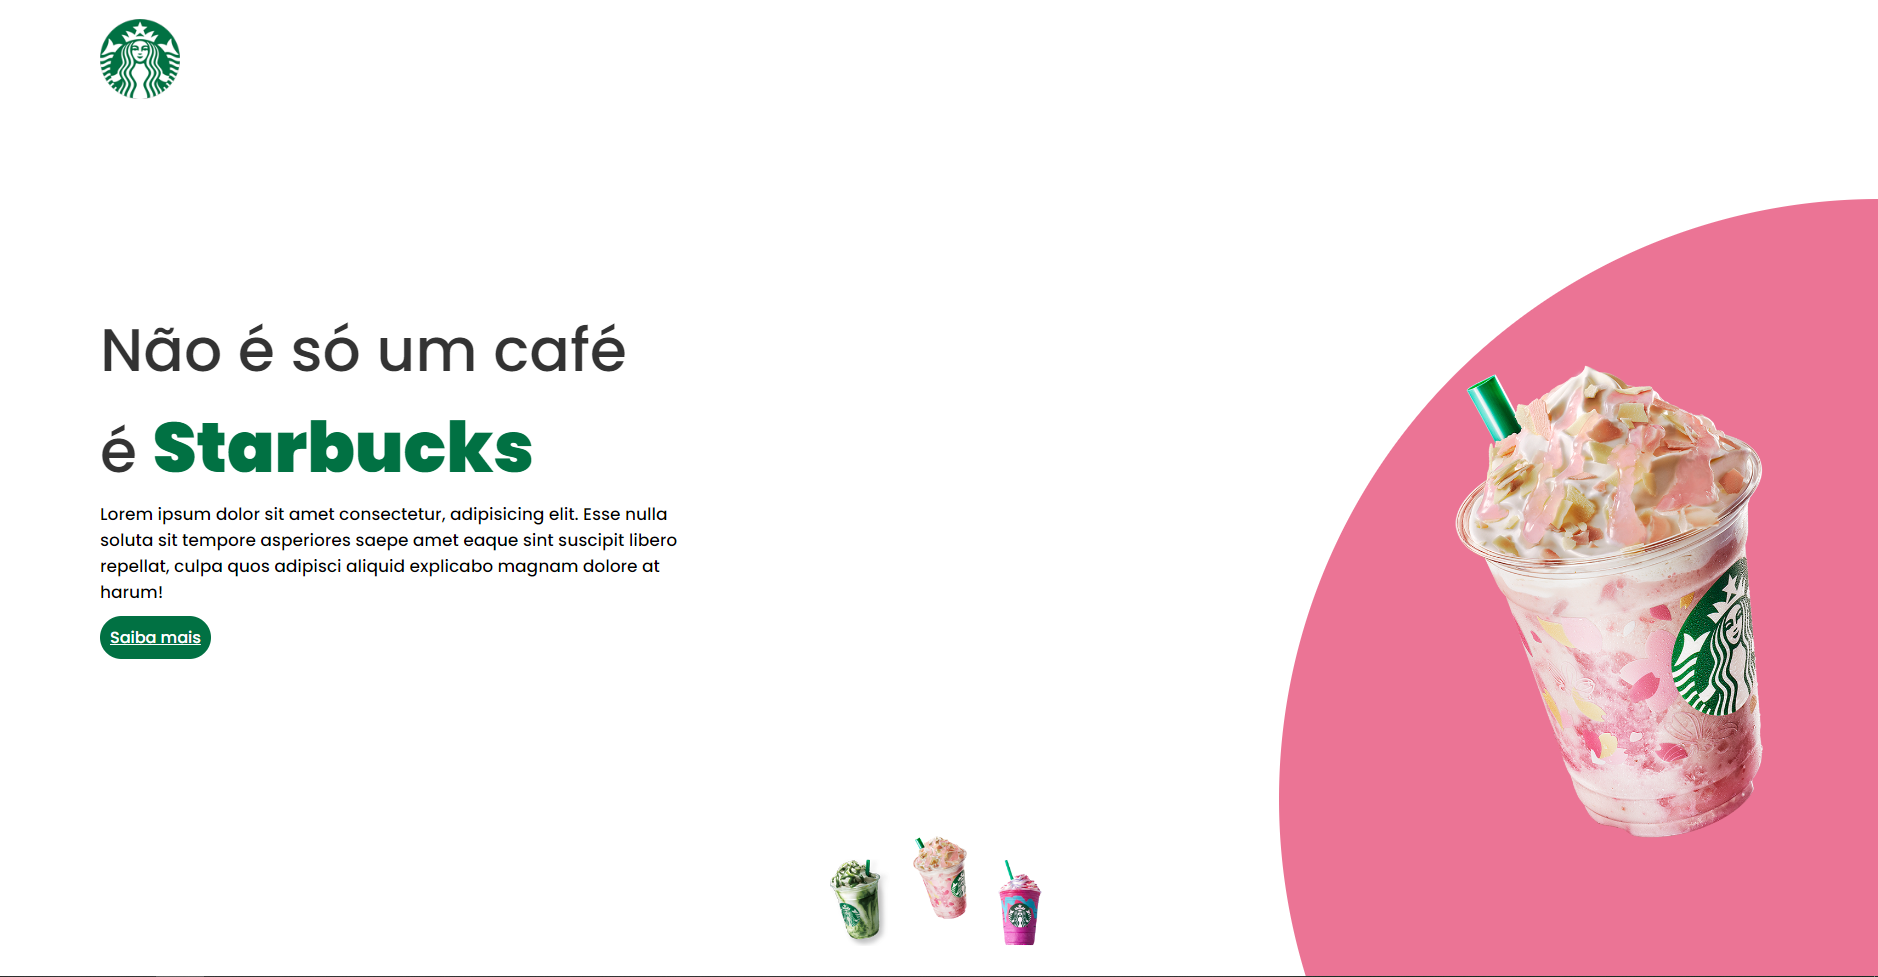 Não é só um café
é Starbucks
Lorem ipsum dolor sit amet consectetur, adipisicing elit. Esse nulla
soluta sit tempore asperiores saepe amet eaque sint suscipit libero
repellat, culpa quos adipisci aliquid explicabo magnam dolore at
harum!
Saiba mais